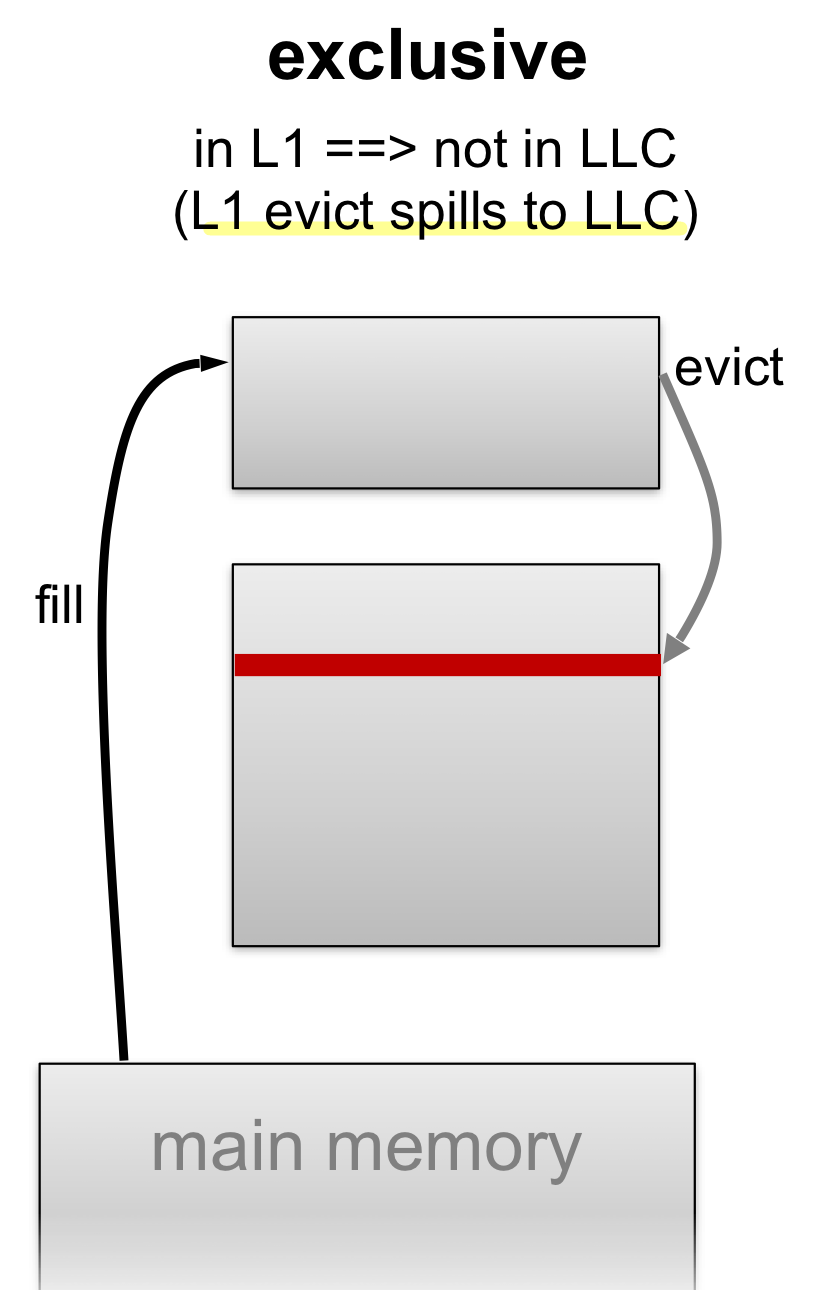 exclusive
in L1 ==> not in LLC
(L1 evict spills to LLC)
evict
fill
main memory